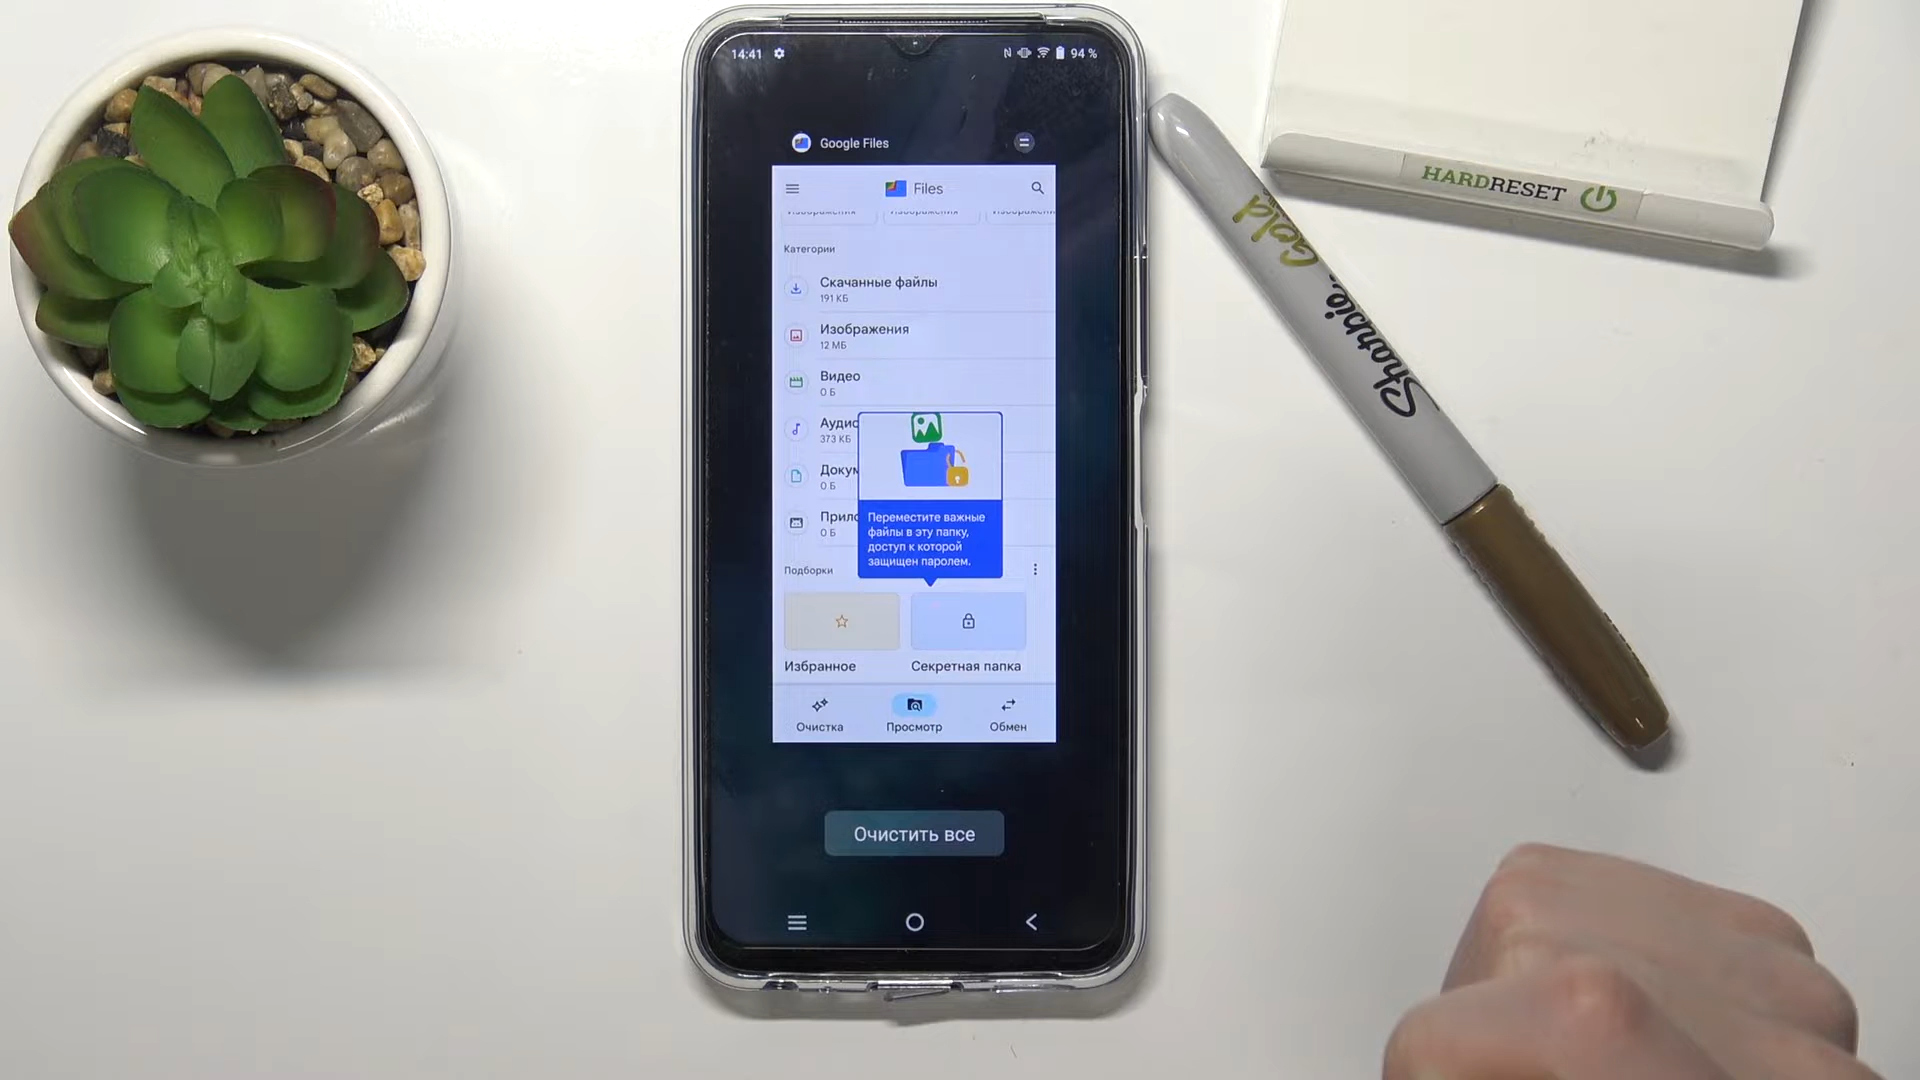 14:41
94 %
Google Files
Files
Изображения
Изображения
Категории
Скачанные файлы
191 КБ
Изображения
12 МБ
Видео
0 Б
Аудио
373 КБ
Докум
0 Б
Прило
0 Б
Переместите важные
файлы в эту папку,
доступ к которой
защищен паролем.
Подборки
Избранное
Секретная папка
Очистка
Просмотр
Обмен
Очистить все
HARDRESET
Gold
Sharpie